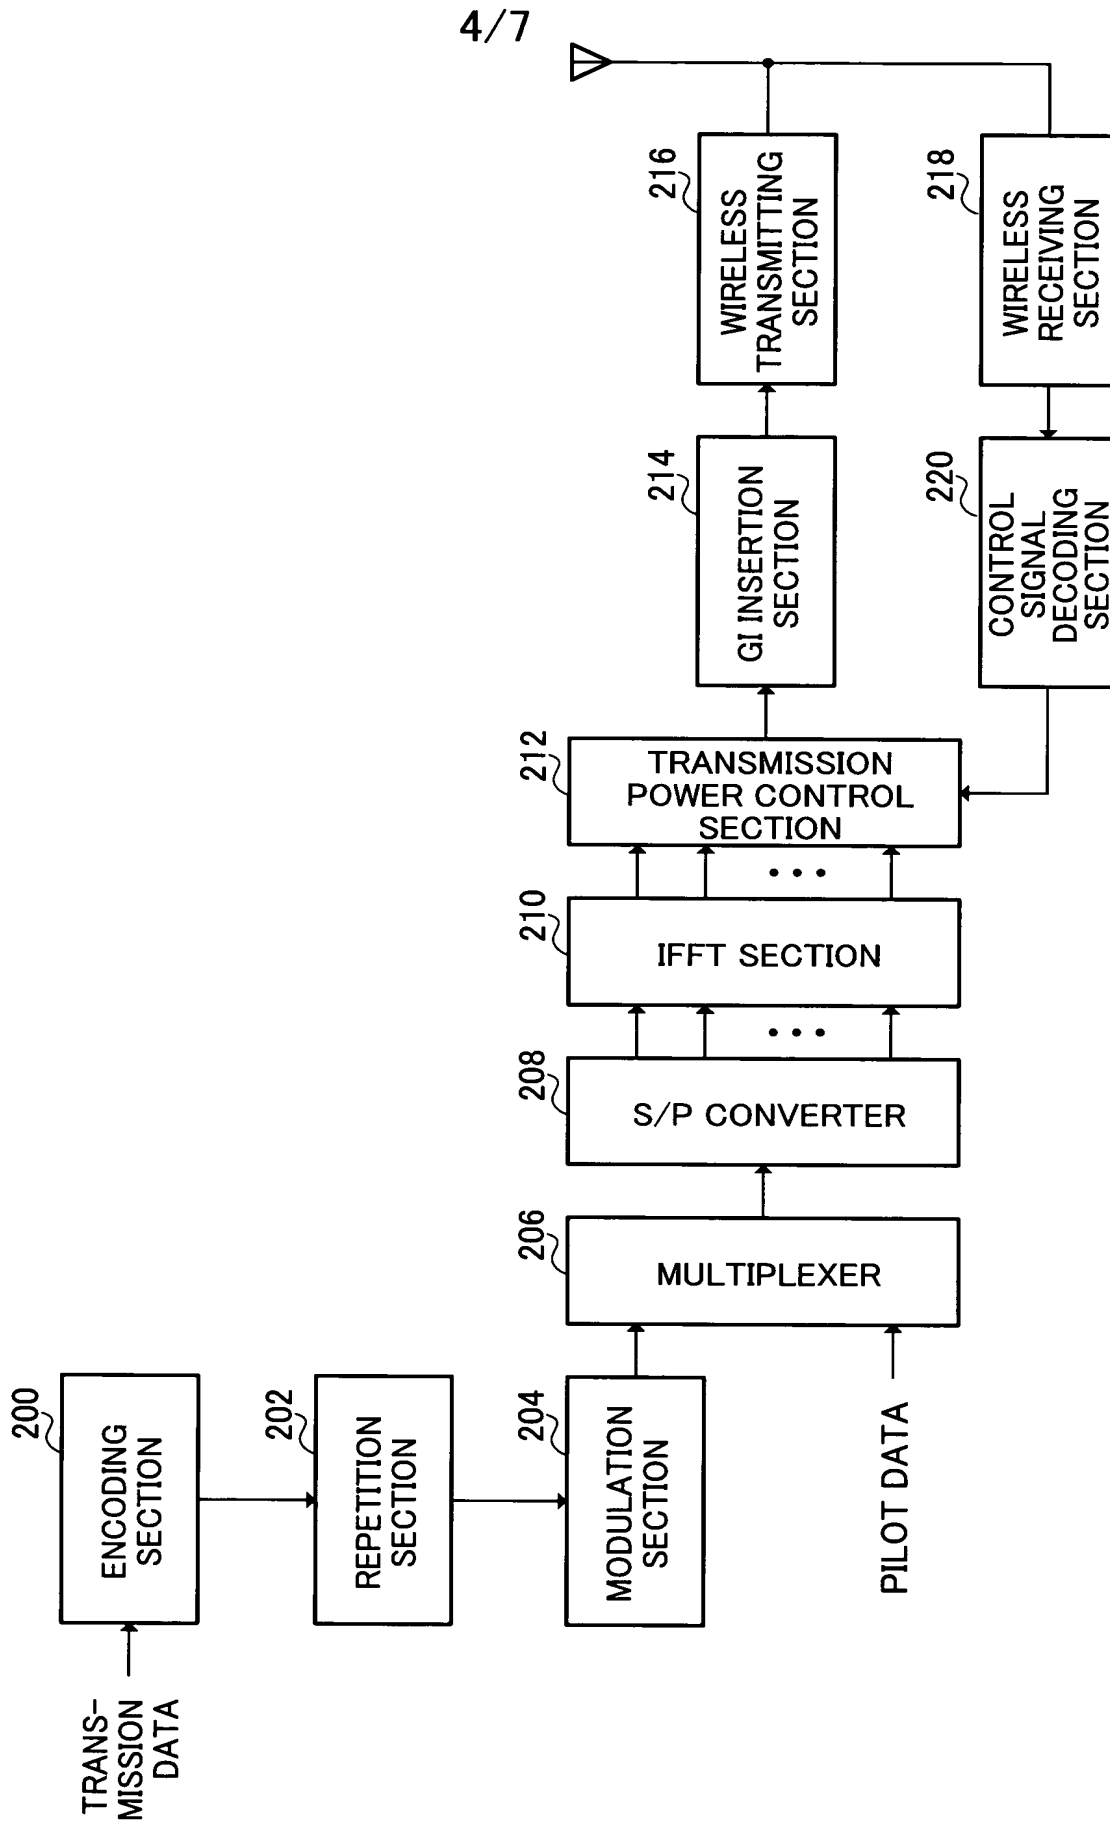 4/7
TRANS-
MISSION
DATA
200
ENCODING
SECTION
202
REPETITION
SECTION
204
MODULATION
SECTION
PILOT DATA
206
MULTIPLEXER
208
S/P CONVERTER
210
IFFT SECTION
212
TRANSMISSION
POWER CONTROL
SECTION
214
GI INSERTION
SECTION
216
WIRELESS
TRANSMITTING
SECTION
218
WIRELESS
RECEIVING
SECTION
220
CONTROL
SIGNAL
DECODING
SECTION